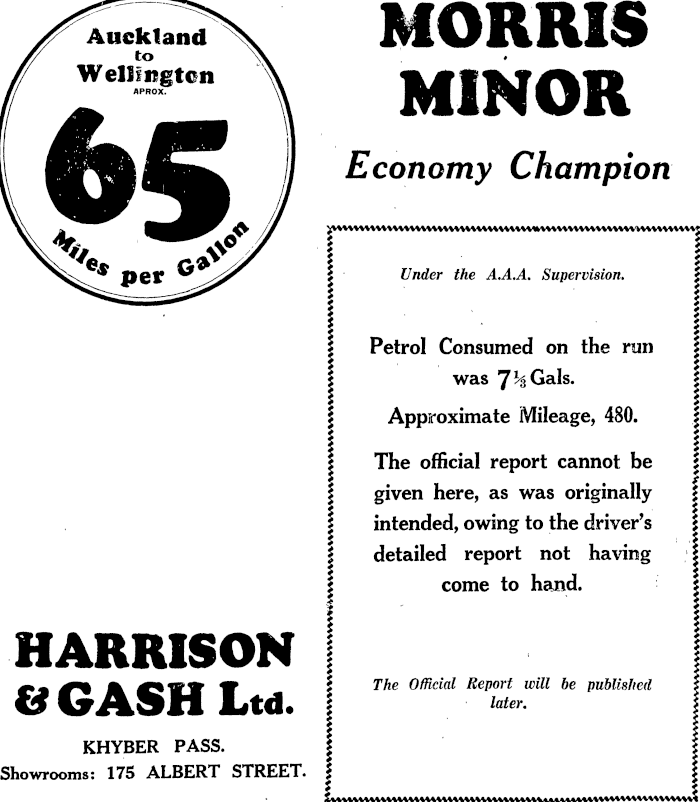 Auckland
to
Wellington
APROX.
65
Miles per Gallon
MORRIS
MINOR
Economy Champion
Under the A.A.A. Supervision.
Petrol Consumed on the run
was 7⅓ Gals.
Approximate Mileage, 480.
The official report cannot be
given here, as was originally
intended, owing to the driver's
detailed report not having
come to hand.
The Official Report will be published
later.
HARRISON
& GASH Ltd.
KHYBER PASS.
Showrooms: 175 ALBERT STREET.